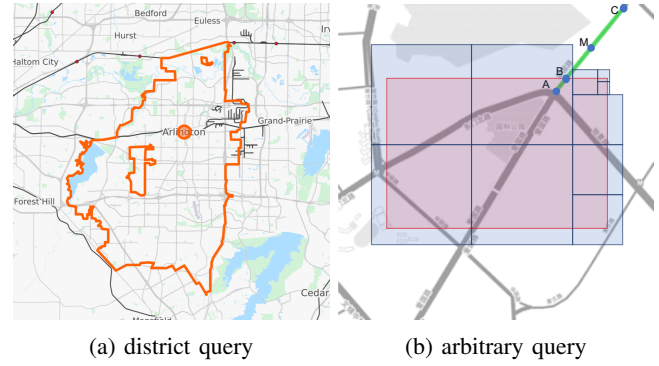 Bedford
Euless
Hurst
Haltom City
Grand-Prairie
Arlington
Forest Hill
Cedar
Mansfield
C
M
B
A
(a) district query
(b) arbitrary query